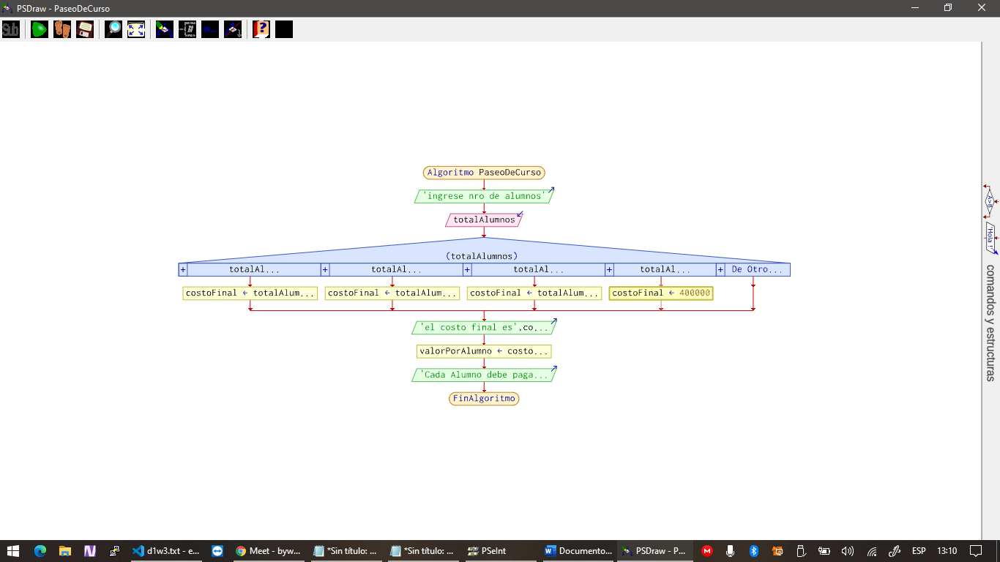 PSDraw - PaseoDeCurso
Sub
Algoritmo PaseoDeCurso
'ingrese nro de alumnos'
totalAlumnos
(totalAlumnos)
+ totalAl... + totalAl... + totalAl... + totalAl... + De Otro...
costoFinal ← totalAlum... costoFinal ← totalAlum... costoFinal ← totalAlum... costoFinal ← 400000
'el costo final es',co...
valorPorAlumno ← costo...
'Cada Alumno debe paga...
FinAlgoritmo
A>B
'Hola !'
comandos y estructuras
d1w3.txt - e... Meet - byw... *Sin título: ... *Sin título: ... PSeInt Documento... PSDraw - P... ESP 13:10